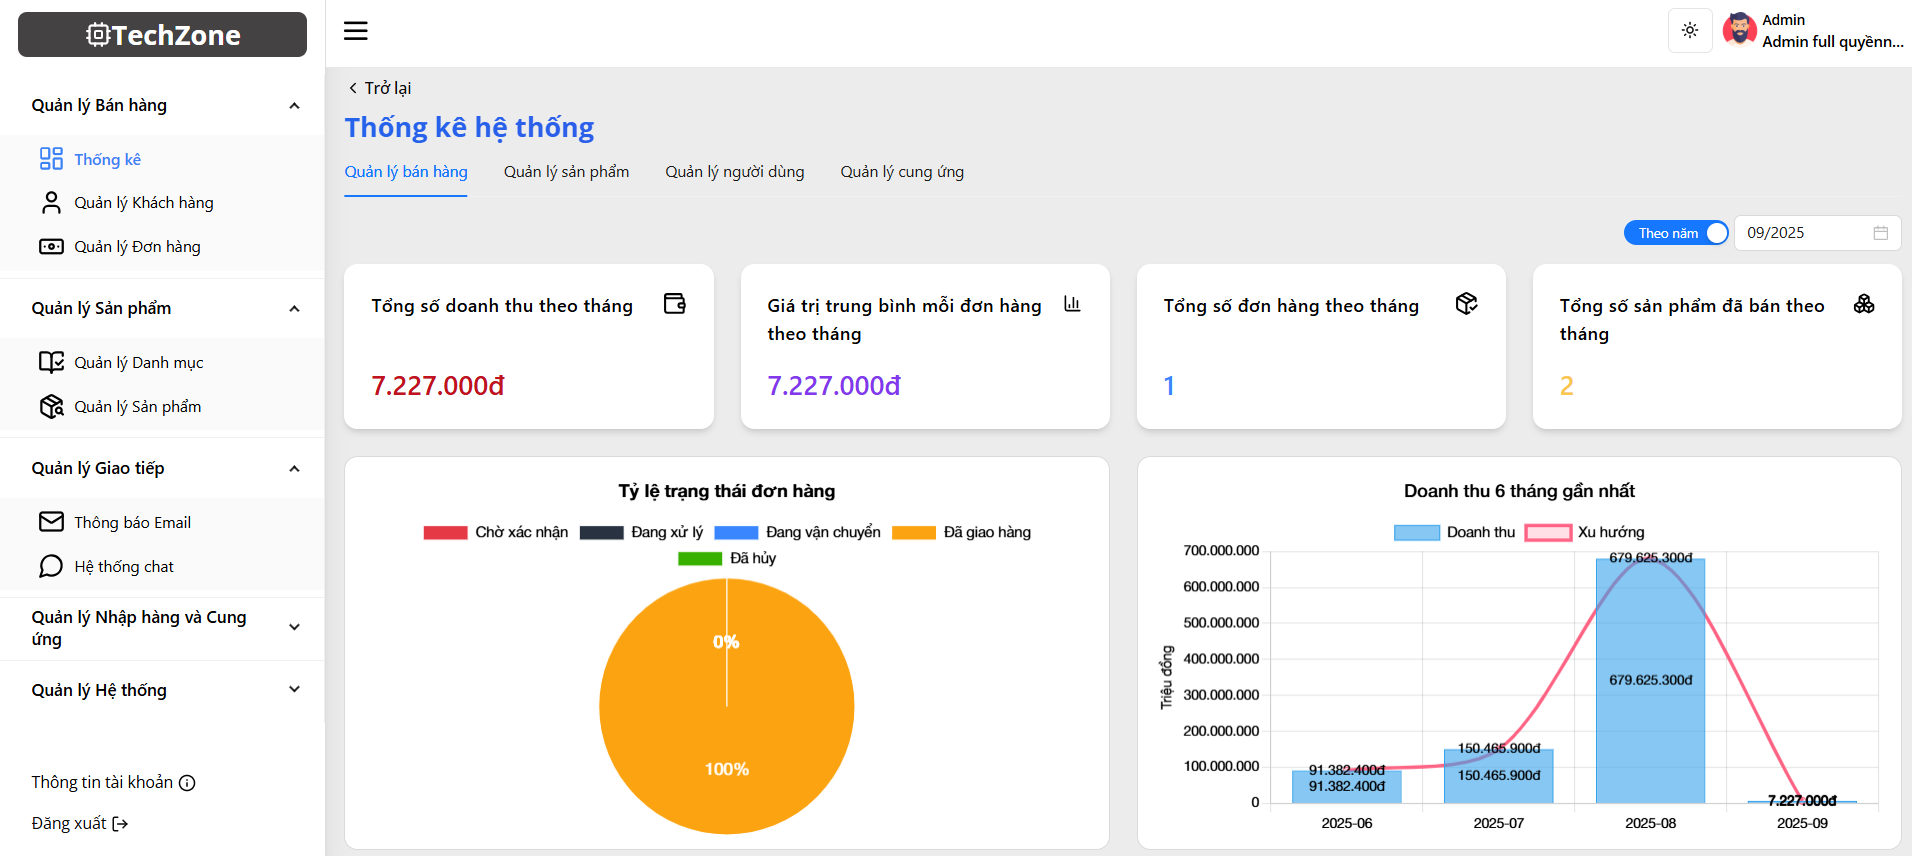 TechZone
Admin
Admin full quyềnn...
Quản lý Bán hàng
Thống kê
Quản lý Khách hàng
Quản lý Đơn hàng
Quản lý Sản phẩm
Quản lý Danh mục
Quản lý Sản phẩm
Quản lý Giao tiếp
Thông báo Email
Hệ thống chat
Quản lý Nhập hàng và Cung
ứng
Quản lý Hệ thống
Thông tin tài khoản
Đăng xuất
Trở lại
Thống kê hệ thống
Quản lý bán hàng
Quản lý sản phẩm
Quản lý người dùng
Quản lý cung ứng
Theo năm
09/2025
Tổng số doanh thu theo tháng
7.227.000đ
Giá trị trung bình mỗi đơn hàng
theo tháng
7.227.000đ
Tổng số đơn hàng theo tháng
1
Tổng số sản phẩm đã bán theo
tháng
2
Tỷ lệ trạng thái đơn hàng
Chờ xác nhận
Đang xử lý
Đang vận chuyển
Đã giao hàng
Đã hủy
0%
100%
Doanh thu 6 tháng gần nhất
Doanh thu
Xu hướng
Triệu đồng
700.000.000
600.000.000
500.000.000
400.000.000
300.000.000
200.000.000
100.000.000
0
91.382.400đ
91.382.400đ
150.465.900đ
150.465.900đ
679.625.300đ
679.625.300đ
7.227.000đ
2025-06
2025-07
2025-08
2025-09